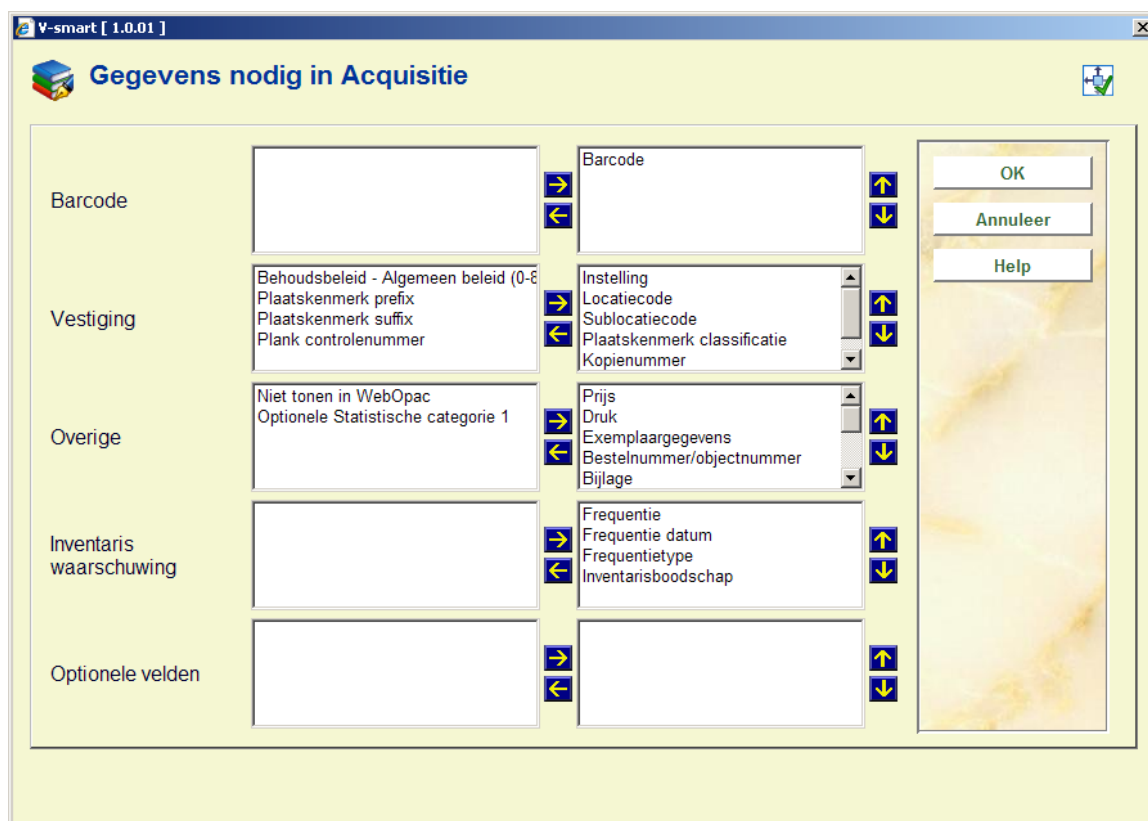 V-smart [ 1.0.01 ]
Gegevens nodig in Acquisitie
Barcode
Barcode
OK
Annuleer
Help
Vestiging
Behoudsbeleid - Algemeen beleid (0-8
Plaatskenmerk prefix
Plaatskenmerk suffix
Plank controlenummer
Instelling
Locatiecode
Sublocatiecode
Plaatskenmerk classificatie
Kopienummer
Overige
Niet tonen in WebOpac
Optionele Statistische categorie 1
Prijs
Druk
Exemplaargegevens
Bestelnummer/objectnummer
Bijlage
Inventaris
waarschuwing
Frequentie
Frequentie datum
Frequentietype
Inventarisboodschap
Optionele velden